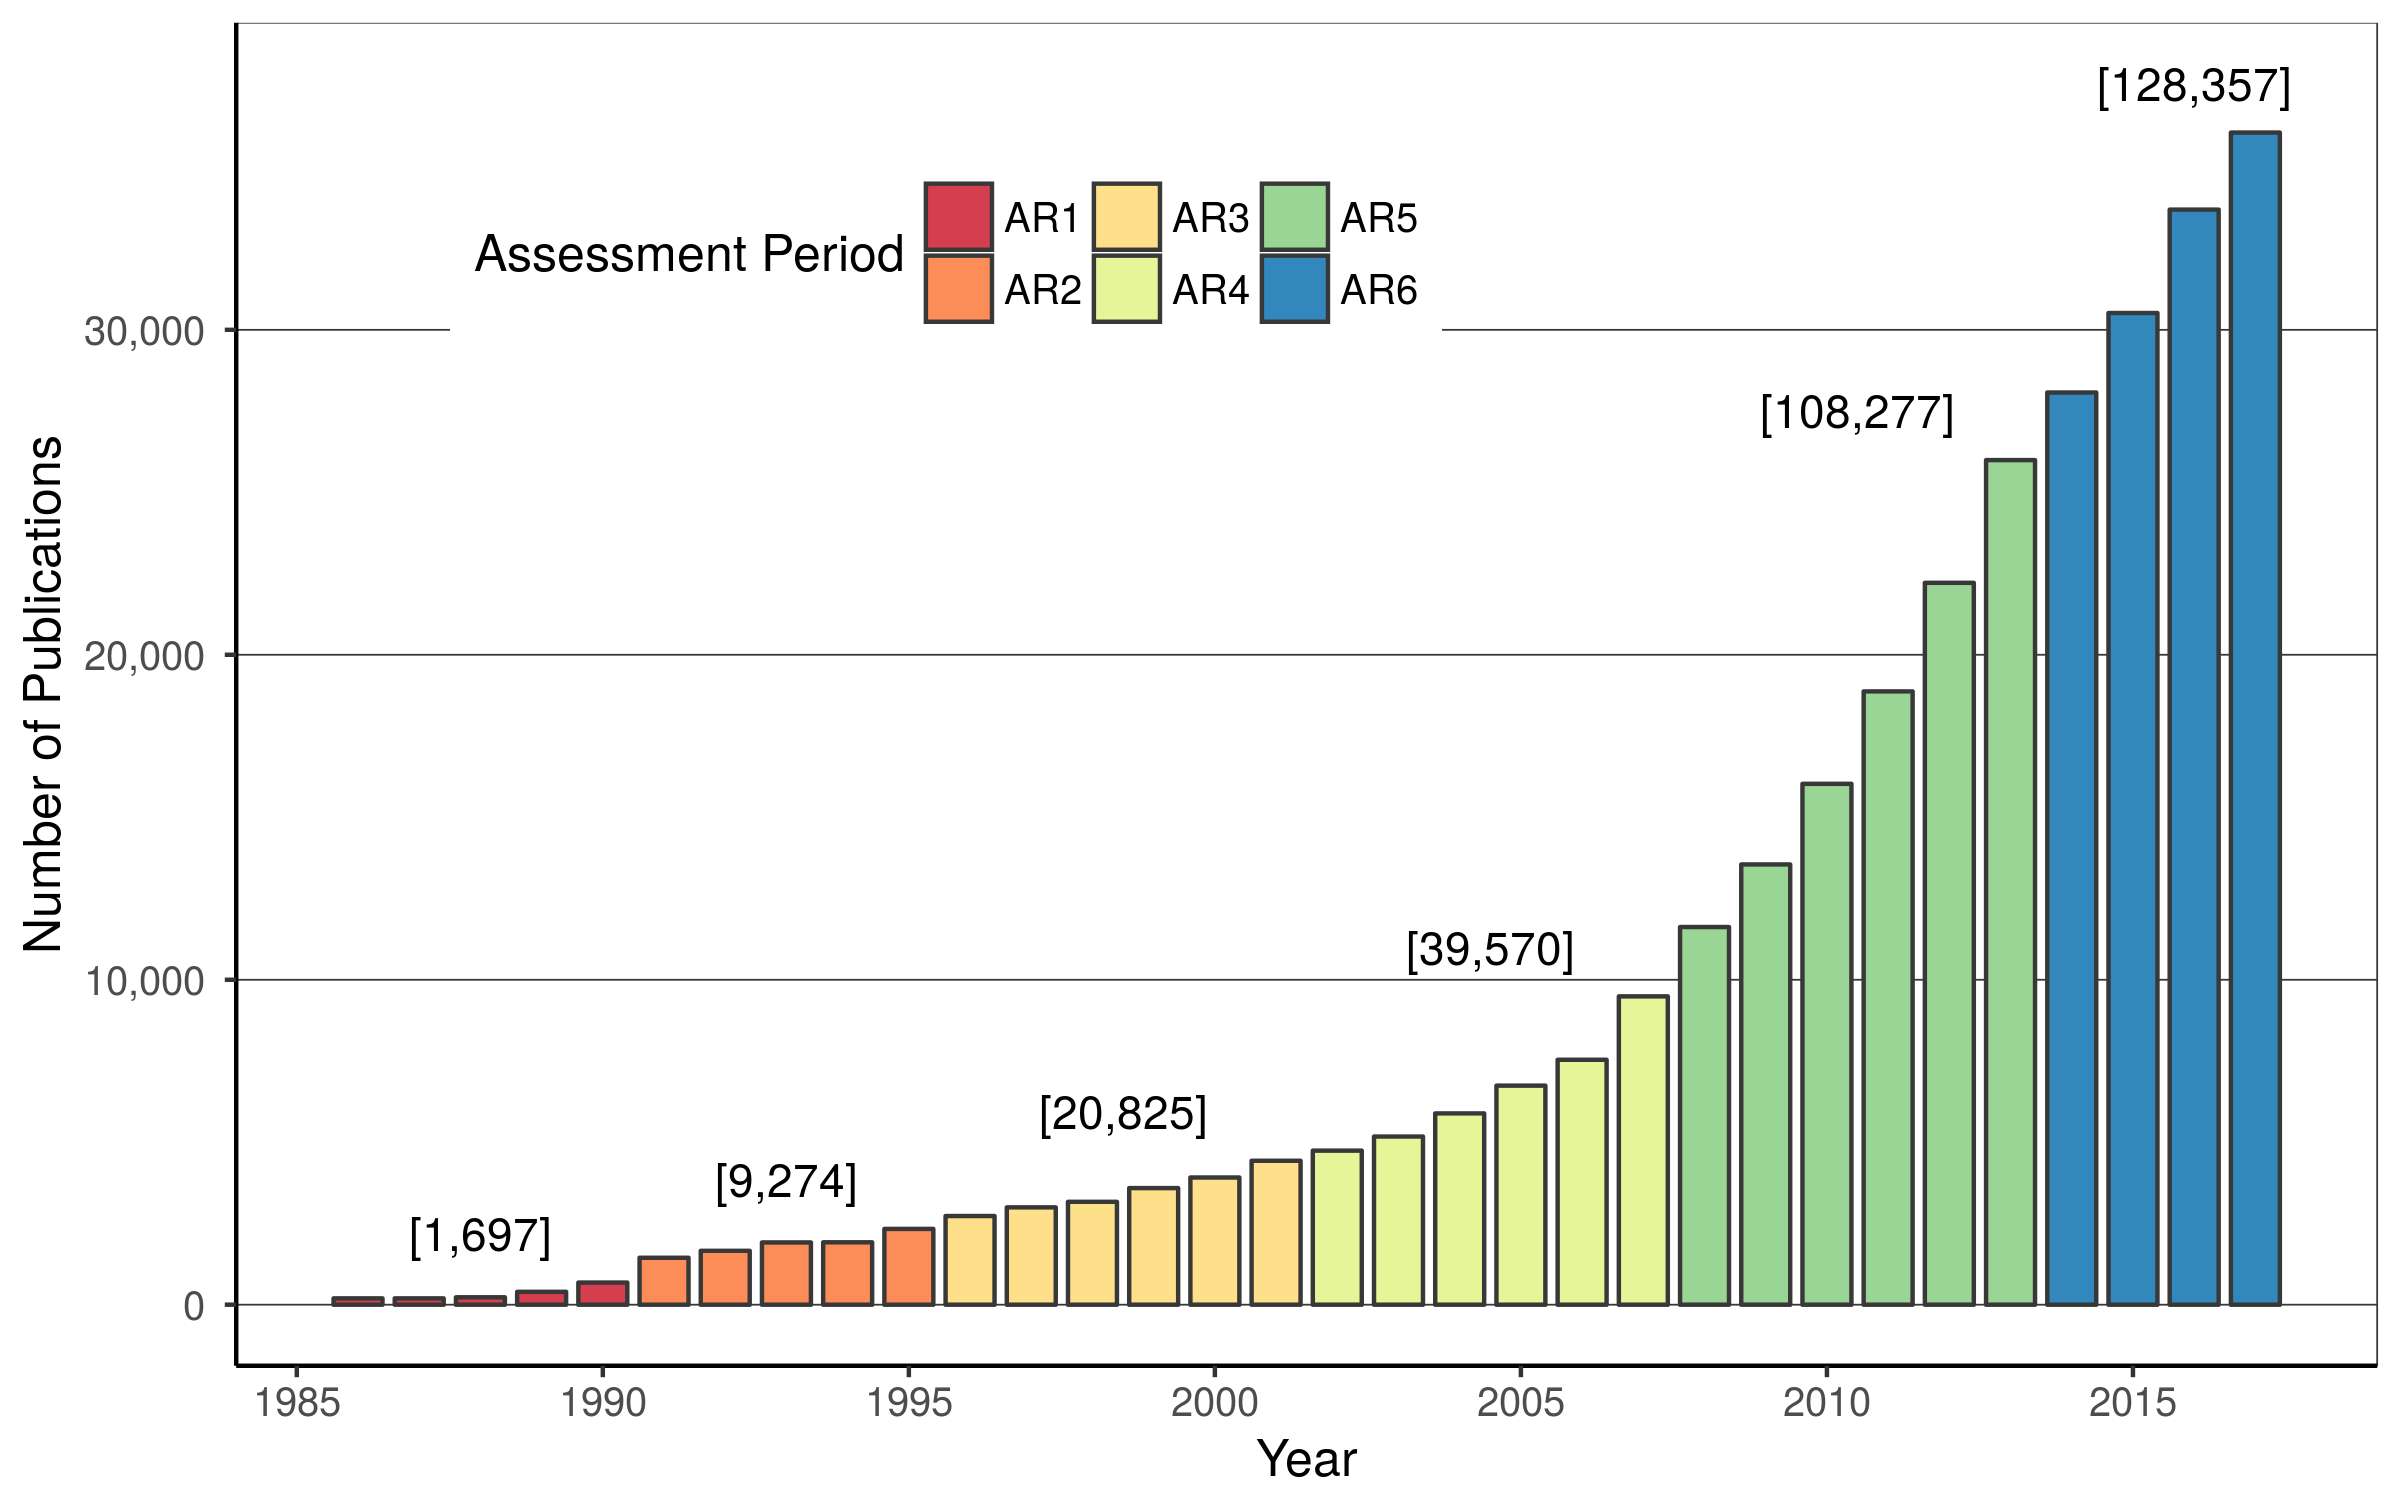 [128,357]
Assessment Period
AR1 AR3 AR5
AR2 AR4 AR6
30,000
[108,277]
20,000
Number of Publications
[39,570]
10,000
[20,825]
[9,274]
[1,697]
0
1985 1990 1995 2000 2005 2010 2015
Year